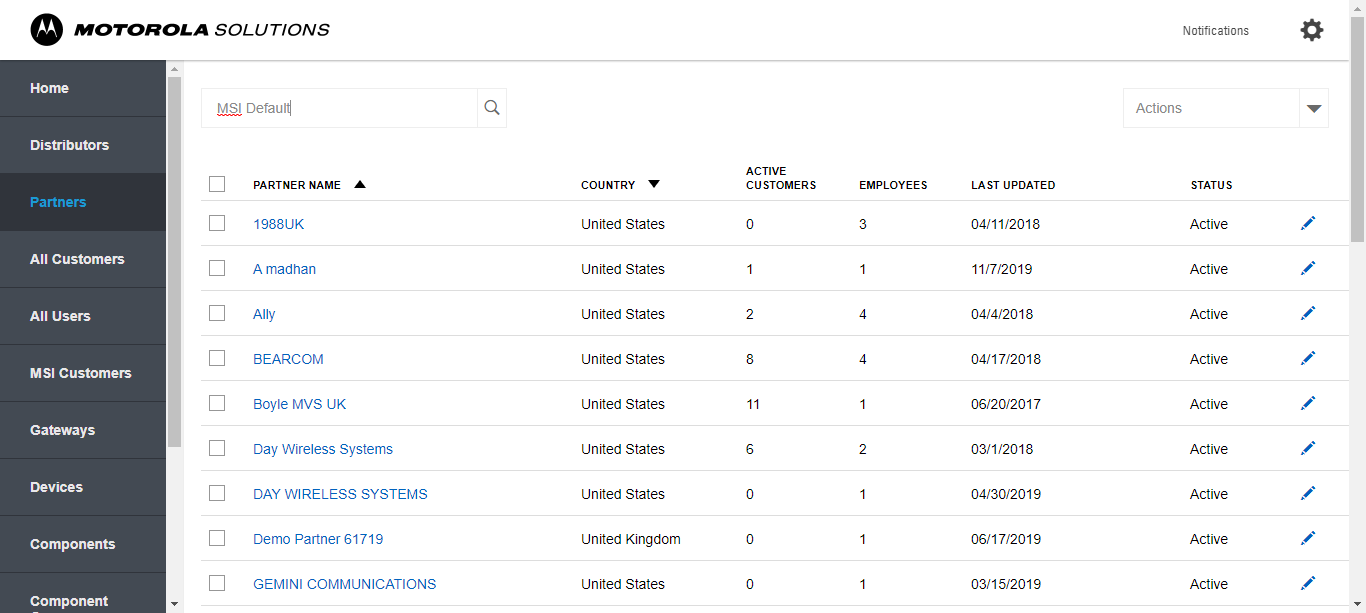 MOTOROLA SOLUTIONS
Notifications
Home
Distributors
Partners
All Customers
All Users
MSI Customers
Gateways
Devices
Components
Component
MSI Default
Actions
PARTNER NAME COUNTRY ACTIVE CUSTOMERS EMPLOYEES LAST UPDATED STATUS
1988UK United States 0 3 04/11/2018 Active
A madhan United States 1 1 11/7/2019 Active
Ally United States 2 4 04/4/2018 Active
BEARCOM United States 8 4 04/17/2018 Active
Boyle MVS UK United States 11 1 06/20/2017 Active
Day Wireless Systems United States 6 2 03/1/2018 Active
DAY WIRELESS SYSTEMS United States 0 1 04/30/2019 Active
Demo Partner 61719 United Kingdom 0 1 06/17/2019 Active
GEMINI COMMUNICATIONS United States 0 1 03/15/2019 Active